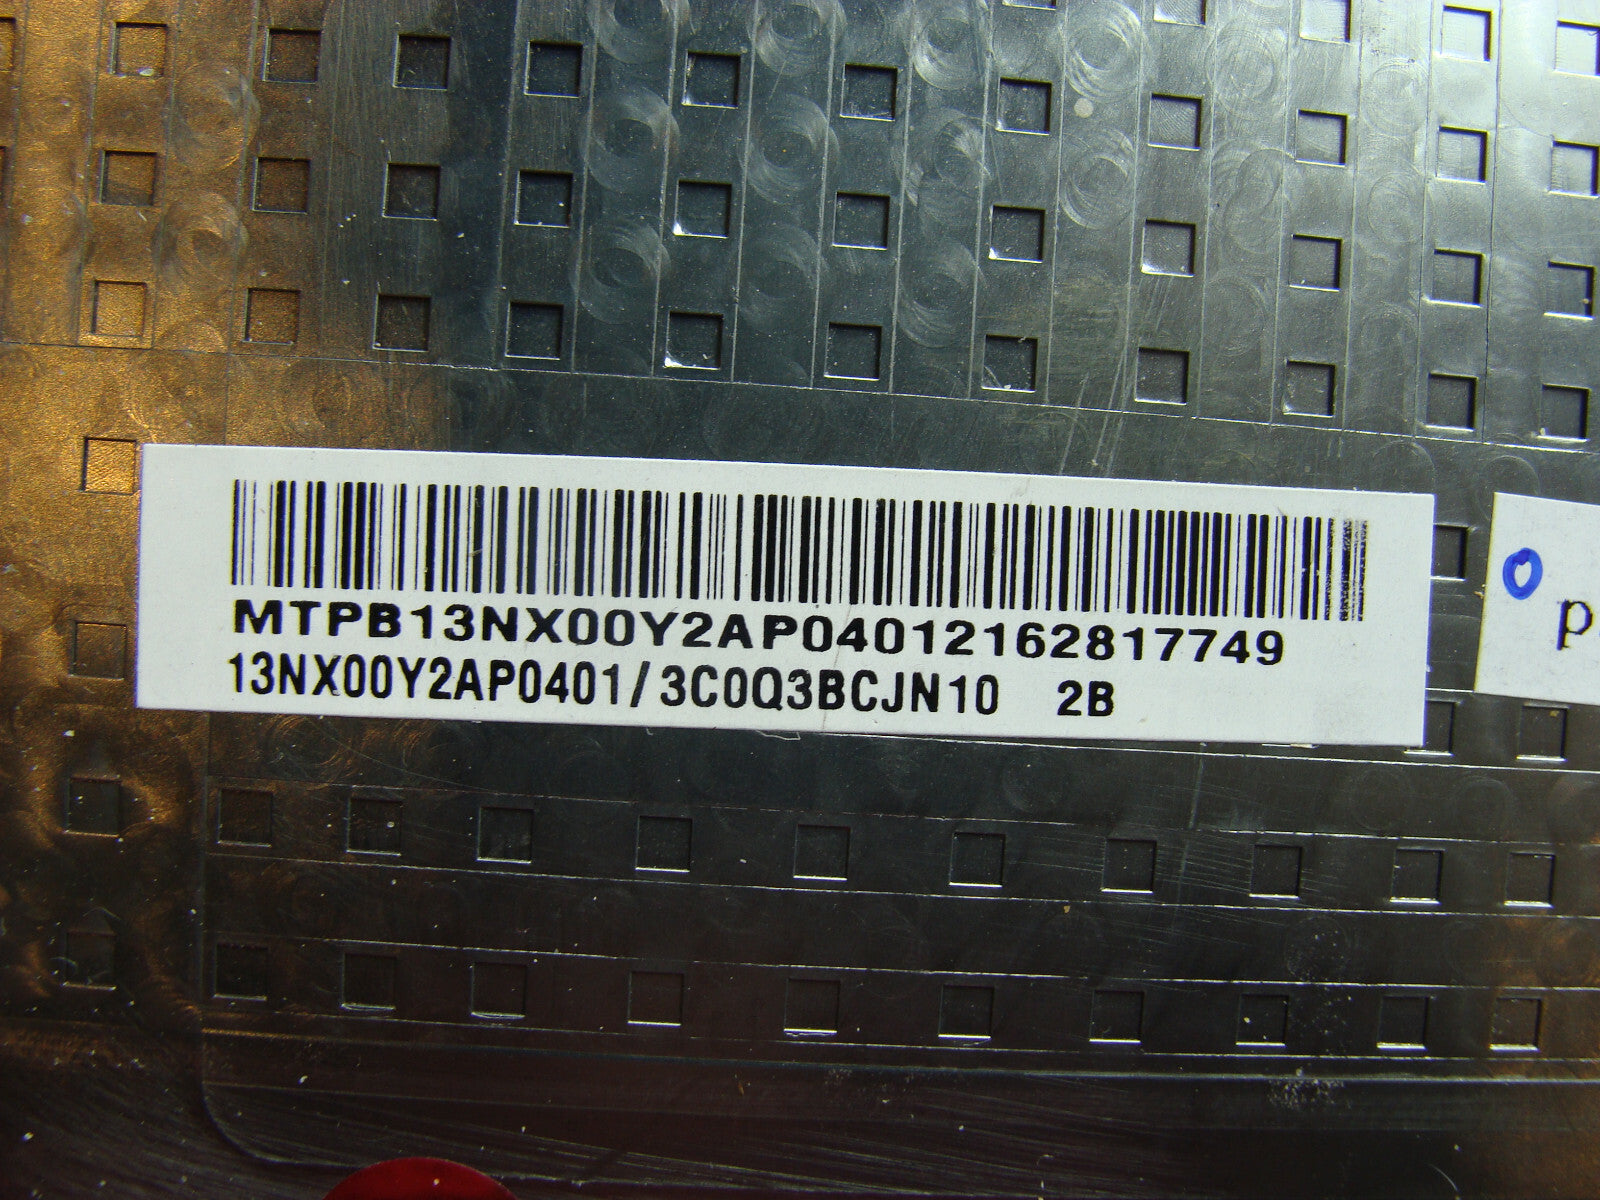 MTPB13NX00Y2AP04012162817749
13NX00Y2AP0401/3C0Q3BCJN10 2B